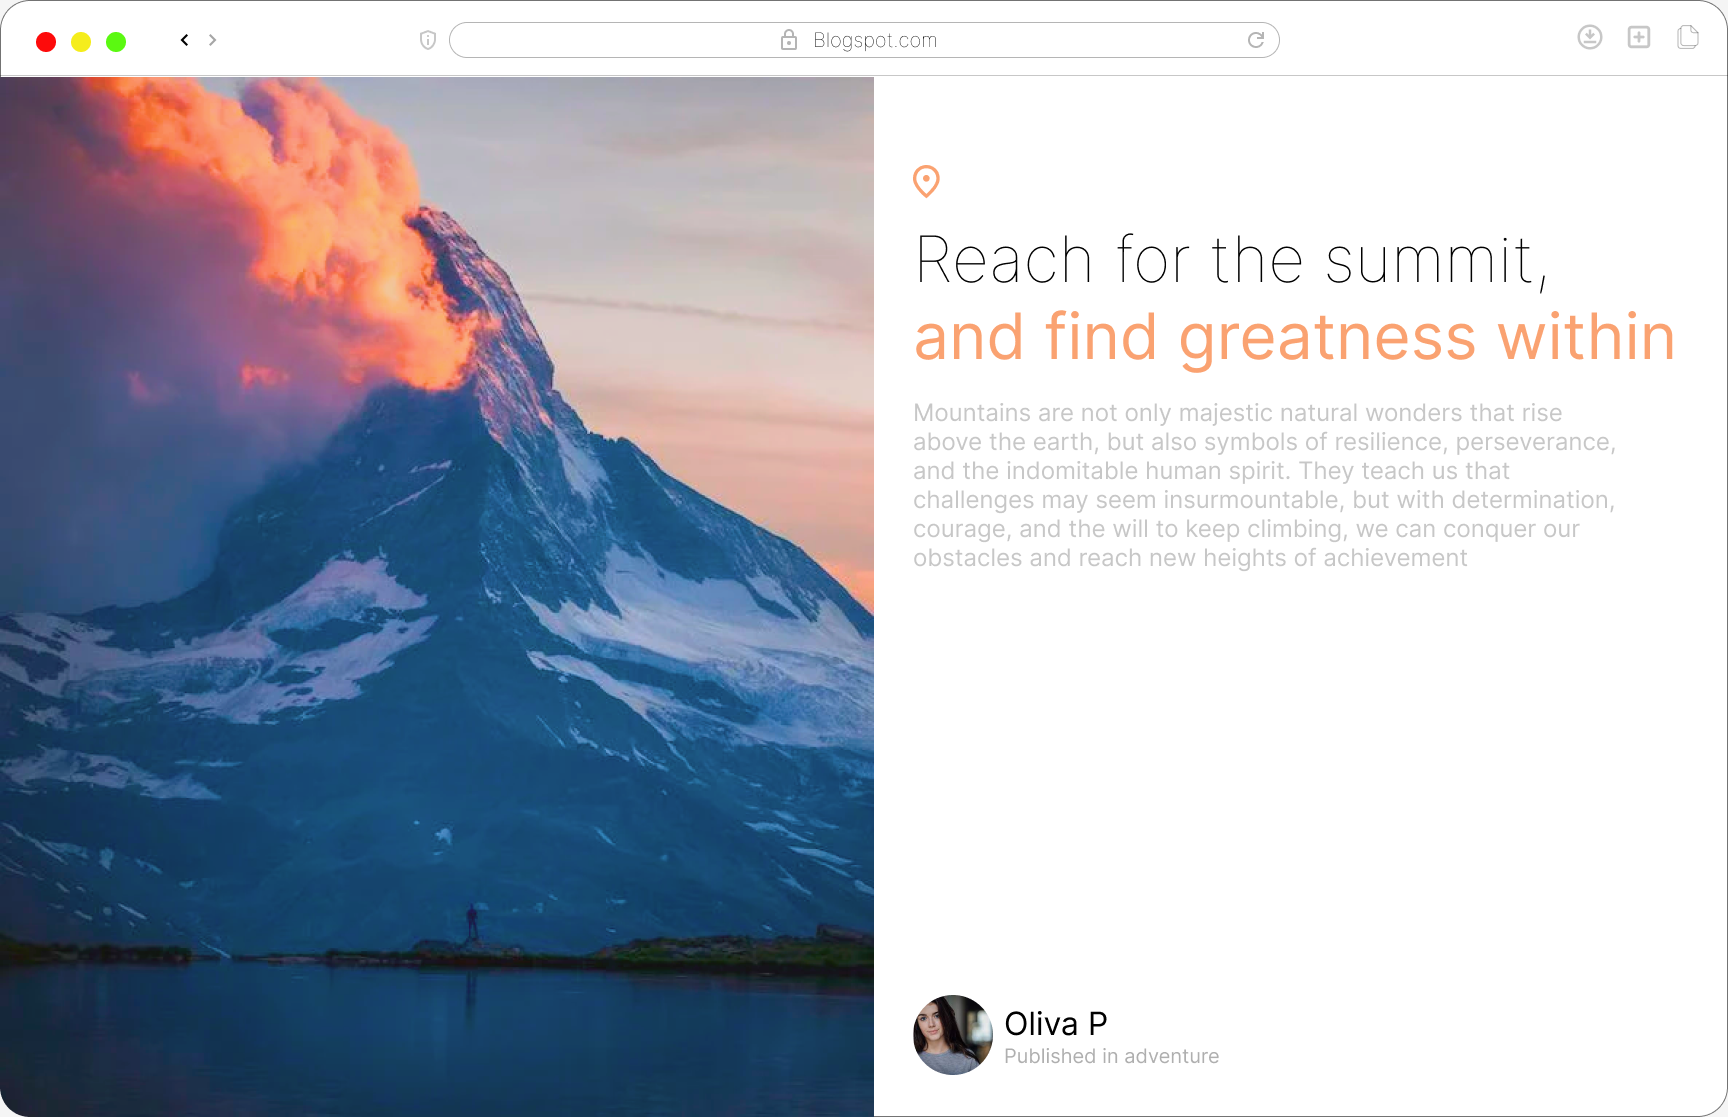 Blogspot.com
Reach for the summit,
and find greatness within
Mountains are not only majestic natural wonders that rise
above the earth, but also symbols of resilience, perseverance,
and the indomitable human spirit. They teach us that
challenges may seem insurmountable, but with determination,
courage, and the will to keep climbing, we can conquer our
obstacles and reach new heights of achievement
Oliva P
Published in adventure